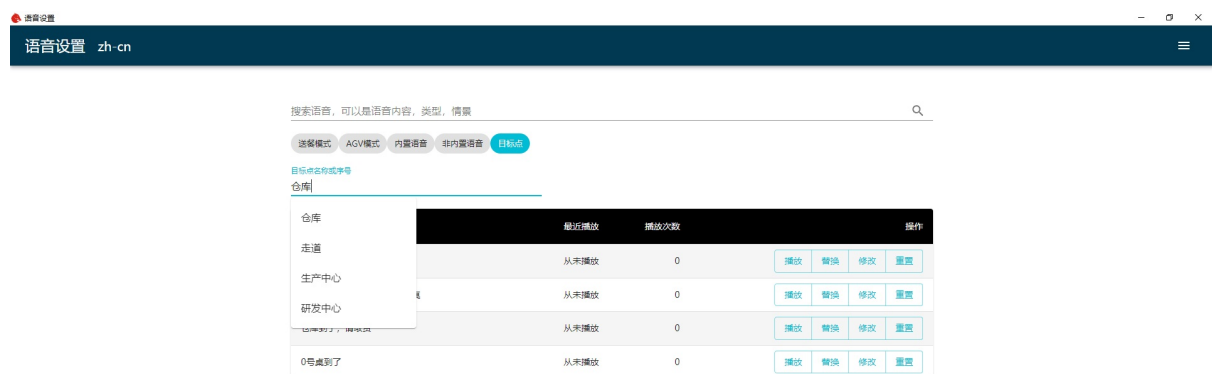 语音设置
语音设置 zh-cn
搜索语音，可以是语音内容，类型，情景
送餐模式 AGV模式 内置语音 非内置语音 目标点
目标点名称或序号
仓库
仓库
走道
生产中心
研发中心
最近播放 播放次数 操作
从未播放 0 播放 替换 修改 重置
从未播放 0 播放 替换 修改 重置
仓库到了，请取货 从未播放 0 播放 替换 修改 重置
0号桌到了 从未播放 0 播放 替换 修改 重置